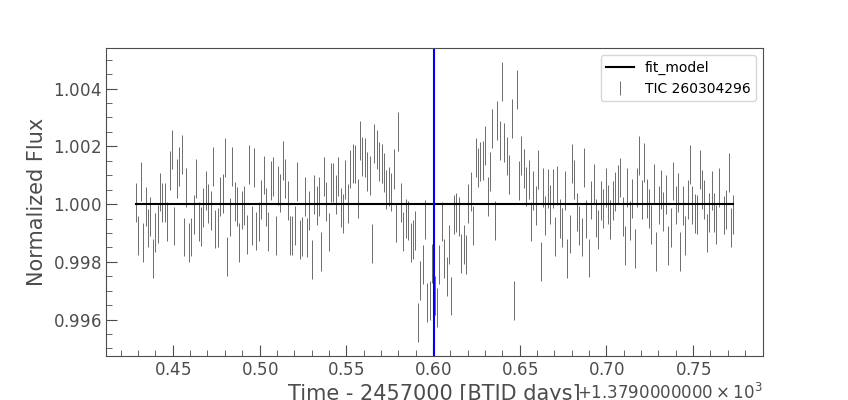 fit_model
TIC 260304296
1.004
1.002
1.000
0.998
0.996
Normalized Flux
0.45 0.50 0.55 0.60 0.65 0.70 0.75
Time - 2457000 [BTJD days]
+1.3790000000 × 10³